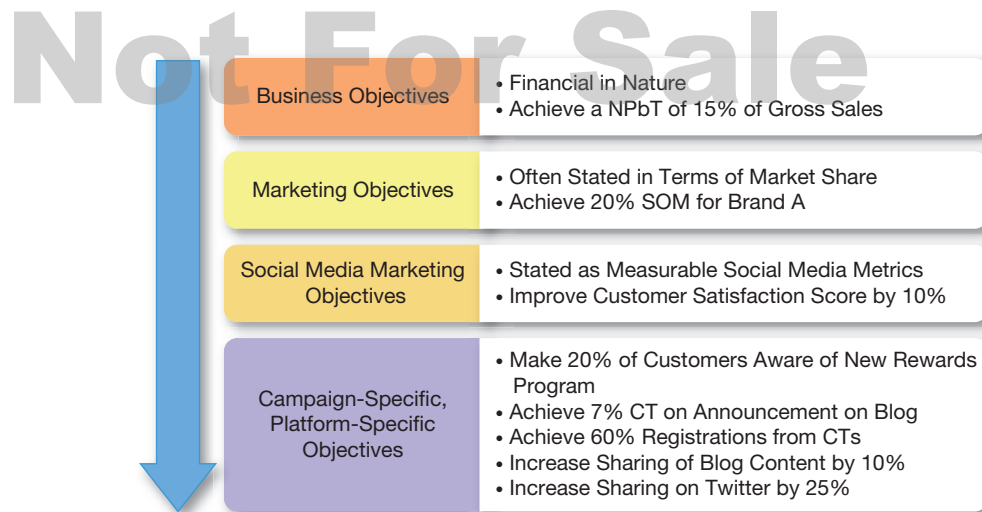 Not For Sale
Business Objectives
• Financial in Nature
• Achieve a NPbT of 15% of Gross Sales
Marketing Objectives
• Often Stated in Terms of Market Share
• Achieve 20% SOM for Brand A
Social Media Marketing
Objectives
• Stated as Measurable Social Media Metrics
• Improve Customer Satisfaction Score by 10%
Campaign-Specific,
Platform-Specific
Objectives
• Make 20% of Customers Aware of New Rewards
Program
• Achieve 7% CT on Announcement on Blog
• Achieve 60% Registrations from CTs
• Increase Sharing of Blog Content by 10%
• Increase Sharing on Twitter by 25%